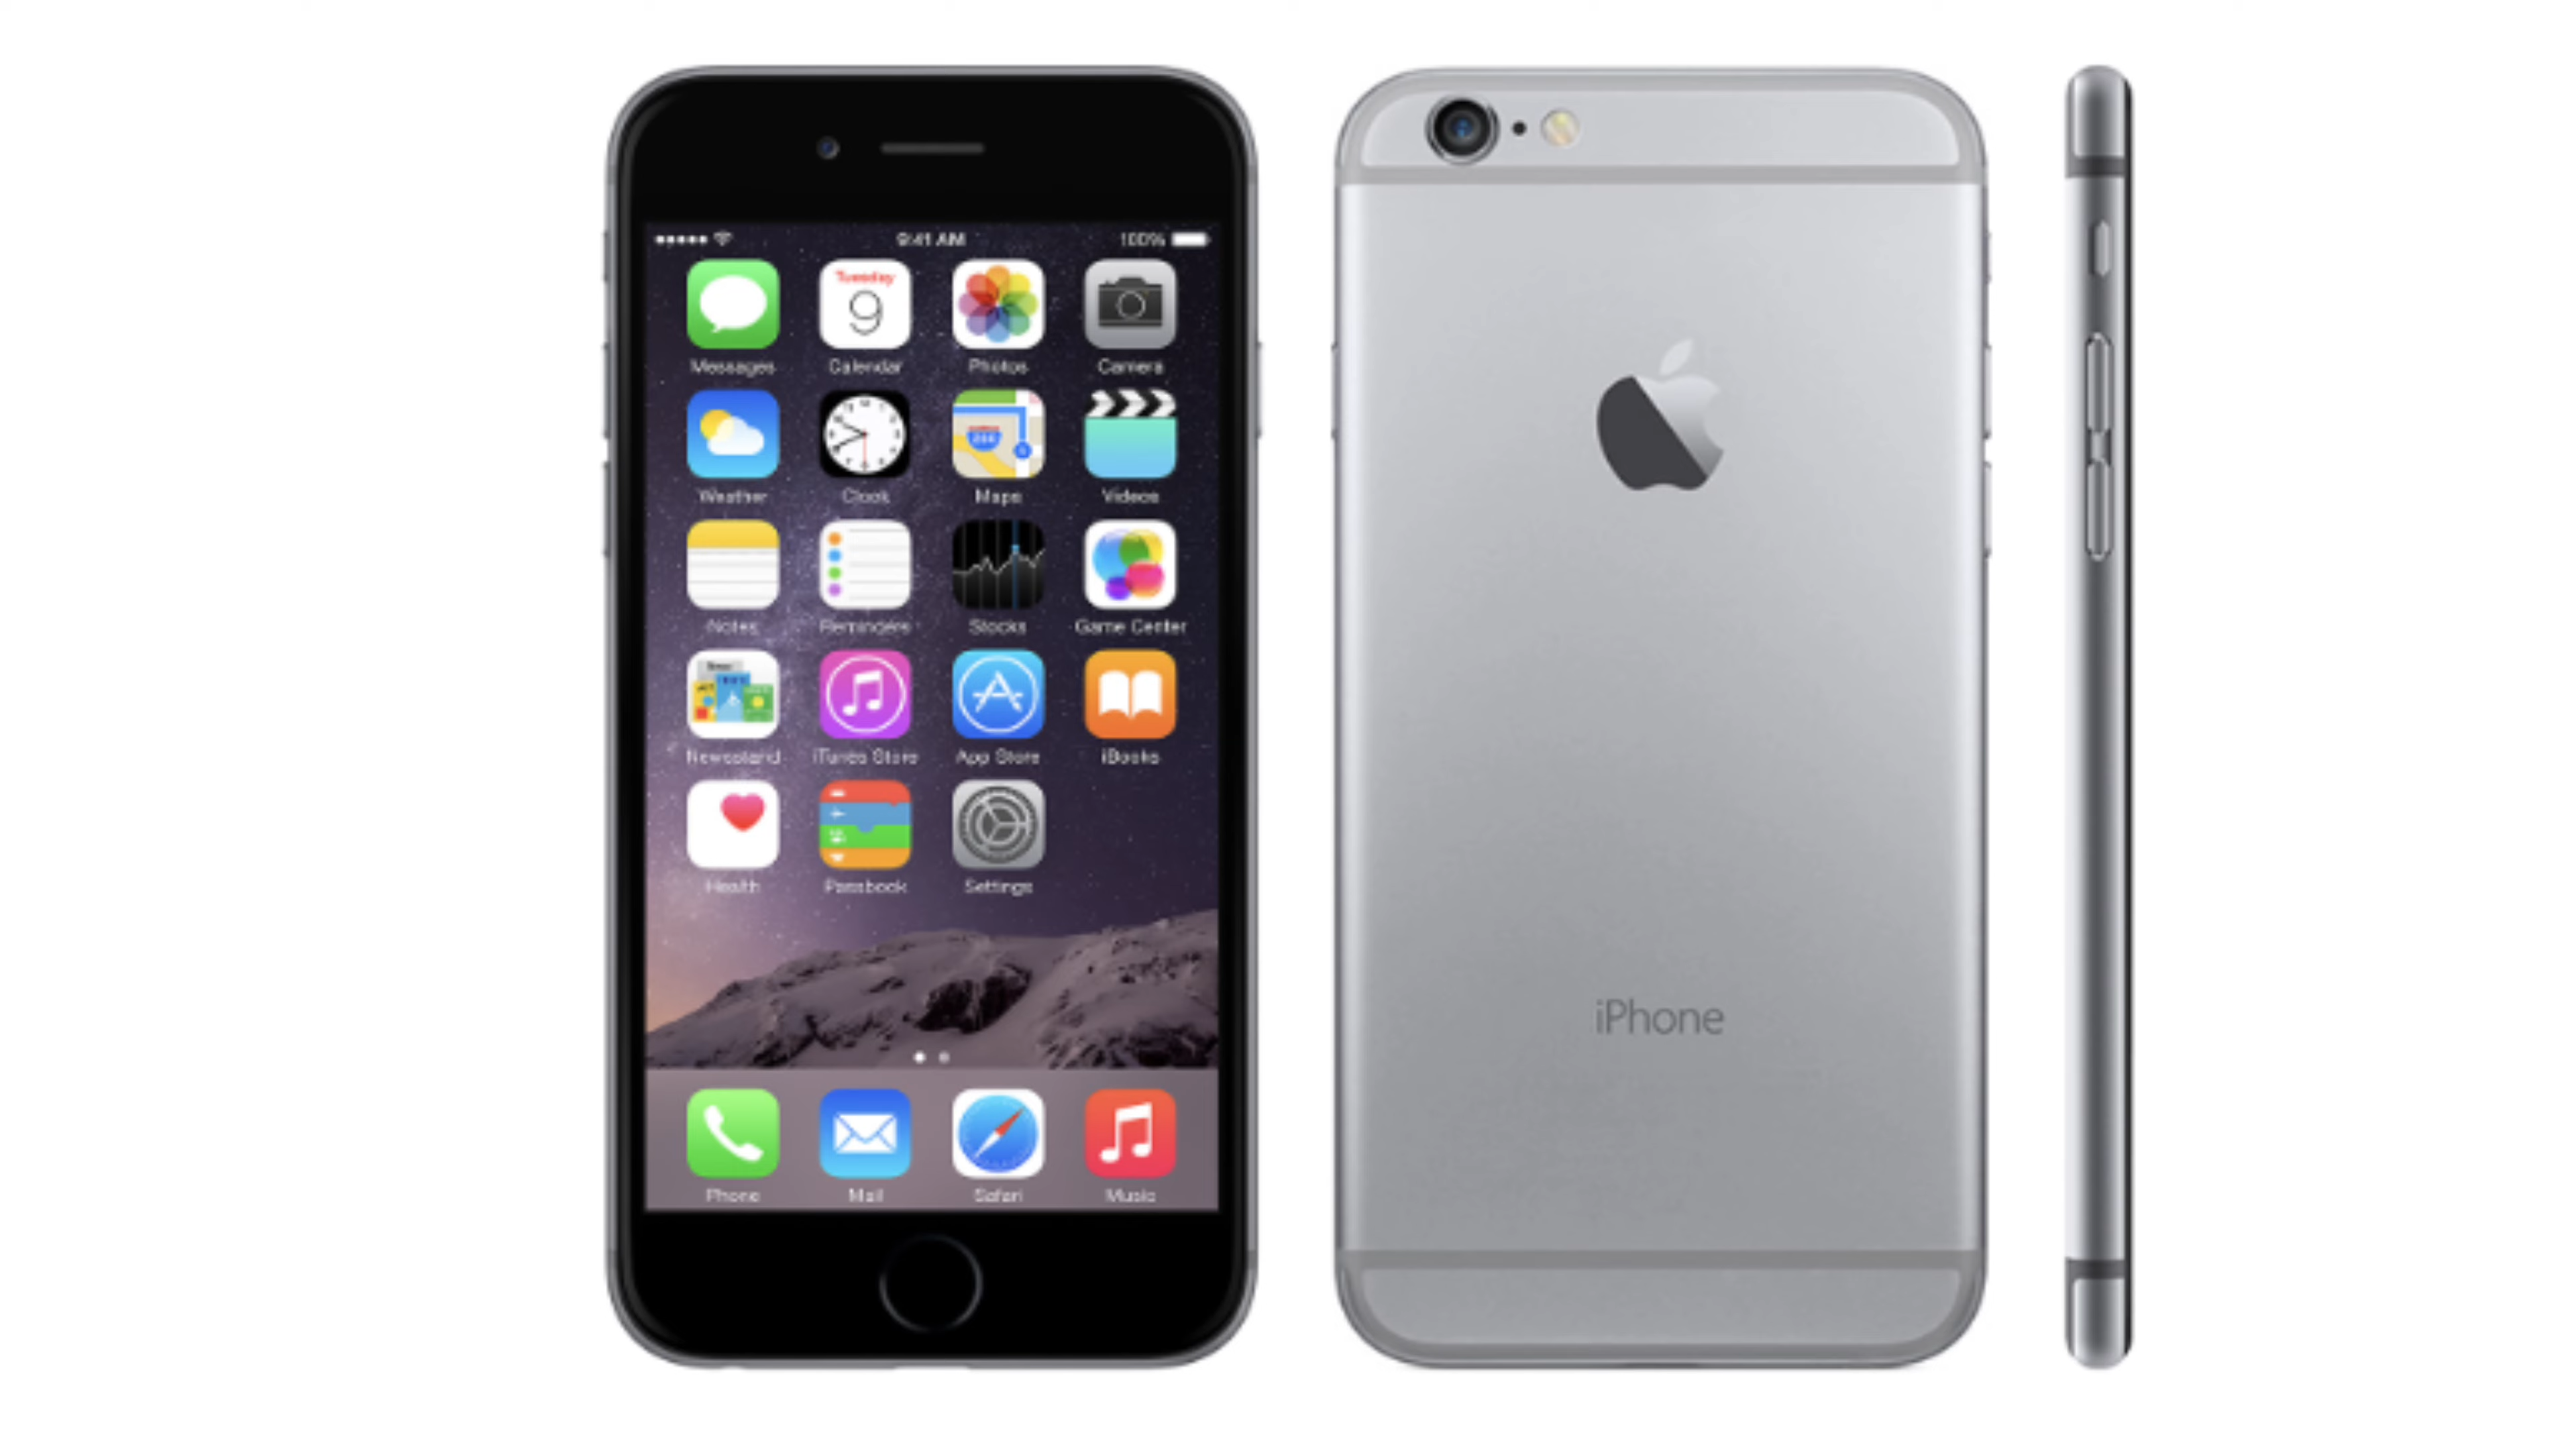 9:41 AM
100%
Tuesday
9
Messages
Calendar
Photos
Camera
Weather
Clock
Maps
Videos
Notes
Reminders
Stocks
Game Center
Newsstand
iTunes Store
App Store
iBooks
Health
Passbook
Settings
Phone
Mail
Safari
Music
iPhone